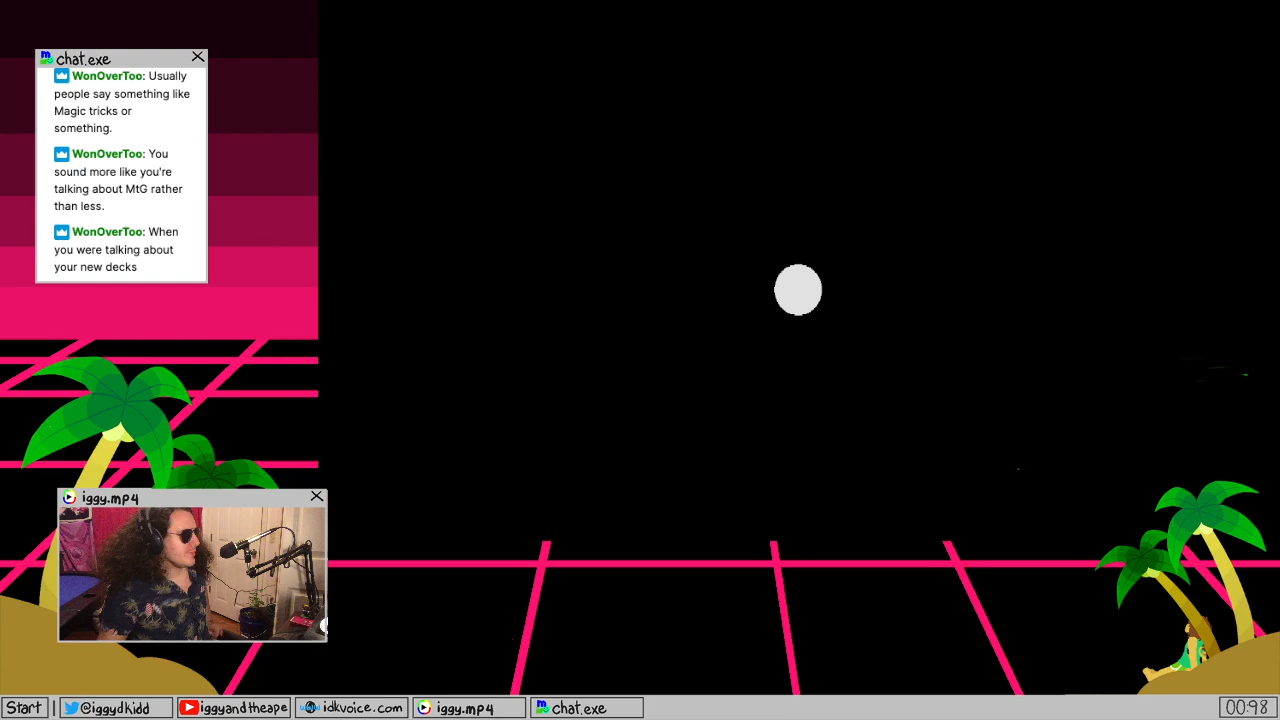 chat.exe
WonOverToo: Usually
people say something like
Magic tricks or
something.
WonOverToo: You
sound more like you're
talking about MtG rather
than less.
WonOverToo: When
you were talking about
your new decks
iggy.mp4
Start | @iggydkidd iggyandtheape idkvoice.com iggy.mp4 chat.exe 00:98